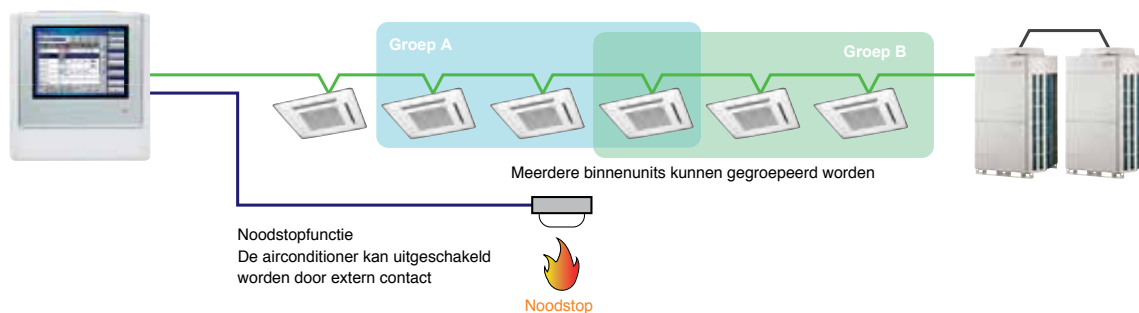 Groep A
Groep B
Meerdere binnenunits kunnen gegroepeerd worden
Noodstopfunctie
De airconditioner kan uitgeschakeld
worden door extern contact
Noodstop